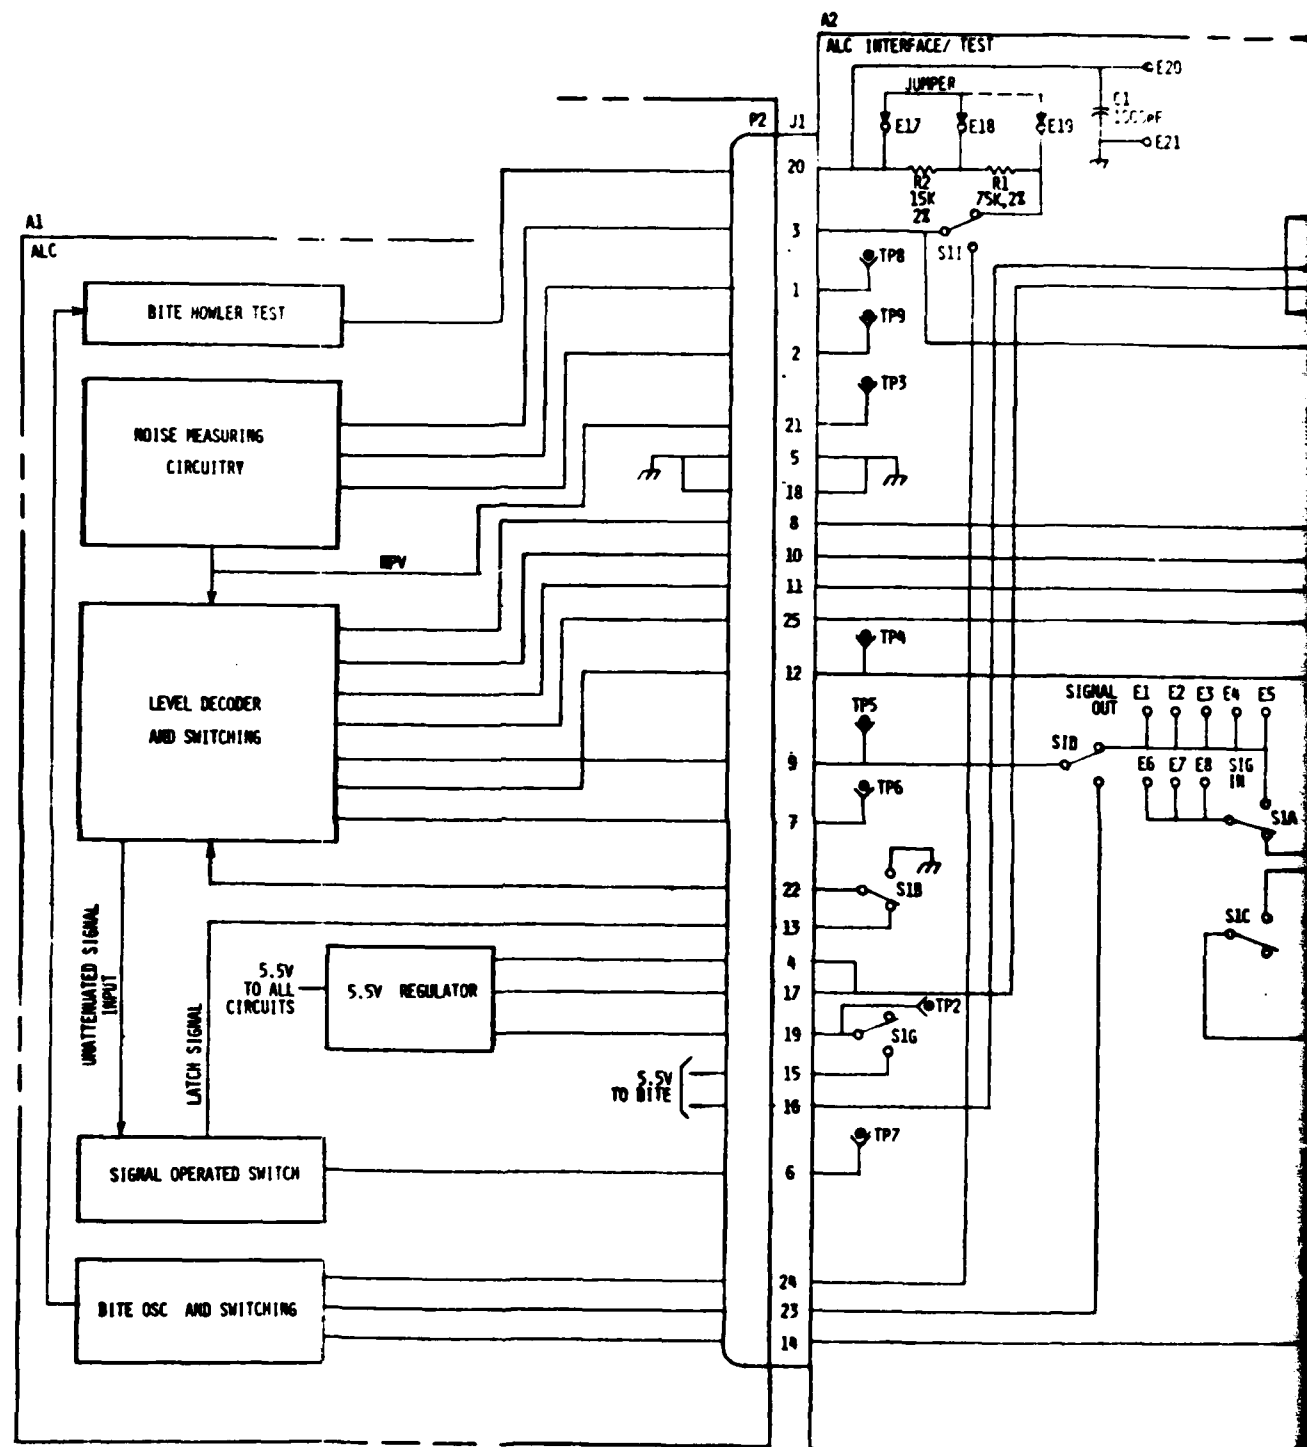 A2
ALC INTERFACE/ TEST
E20
JUMPER
C1
P2 J1
E17 E18 E19
E21
20
R2 R1
15K 75K,2%
2%
A1
ALC
3
S1I
TP8
1
BITE HOWLER TEST
TP9
2
TP3
21
NOISE MEASURING
CIRCUITRY
5
18
8
10
NPV
11
25
TP4
12
LEVEL DECODER
AND SWITCHING
SIGNAL
OUT
E1 E2 E3 E4 E5
TP5
S1D
9
E6 E7 E8 SIG
IN
TP6
7
S1A
22
S1B
13
S1C
UNATTENUATED SIGNAL
INPUT
LATCH SIGNAL
5.5V
TO ALL
CIRCUITS
5.5V REGULATOR
4
17
TP2
19
S1G
5.5V
TO BITE
15
16
TP7
SIGNAL OPERATED SWITCH
6
24
BITE OSC AND SWITCHING
23
14